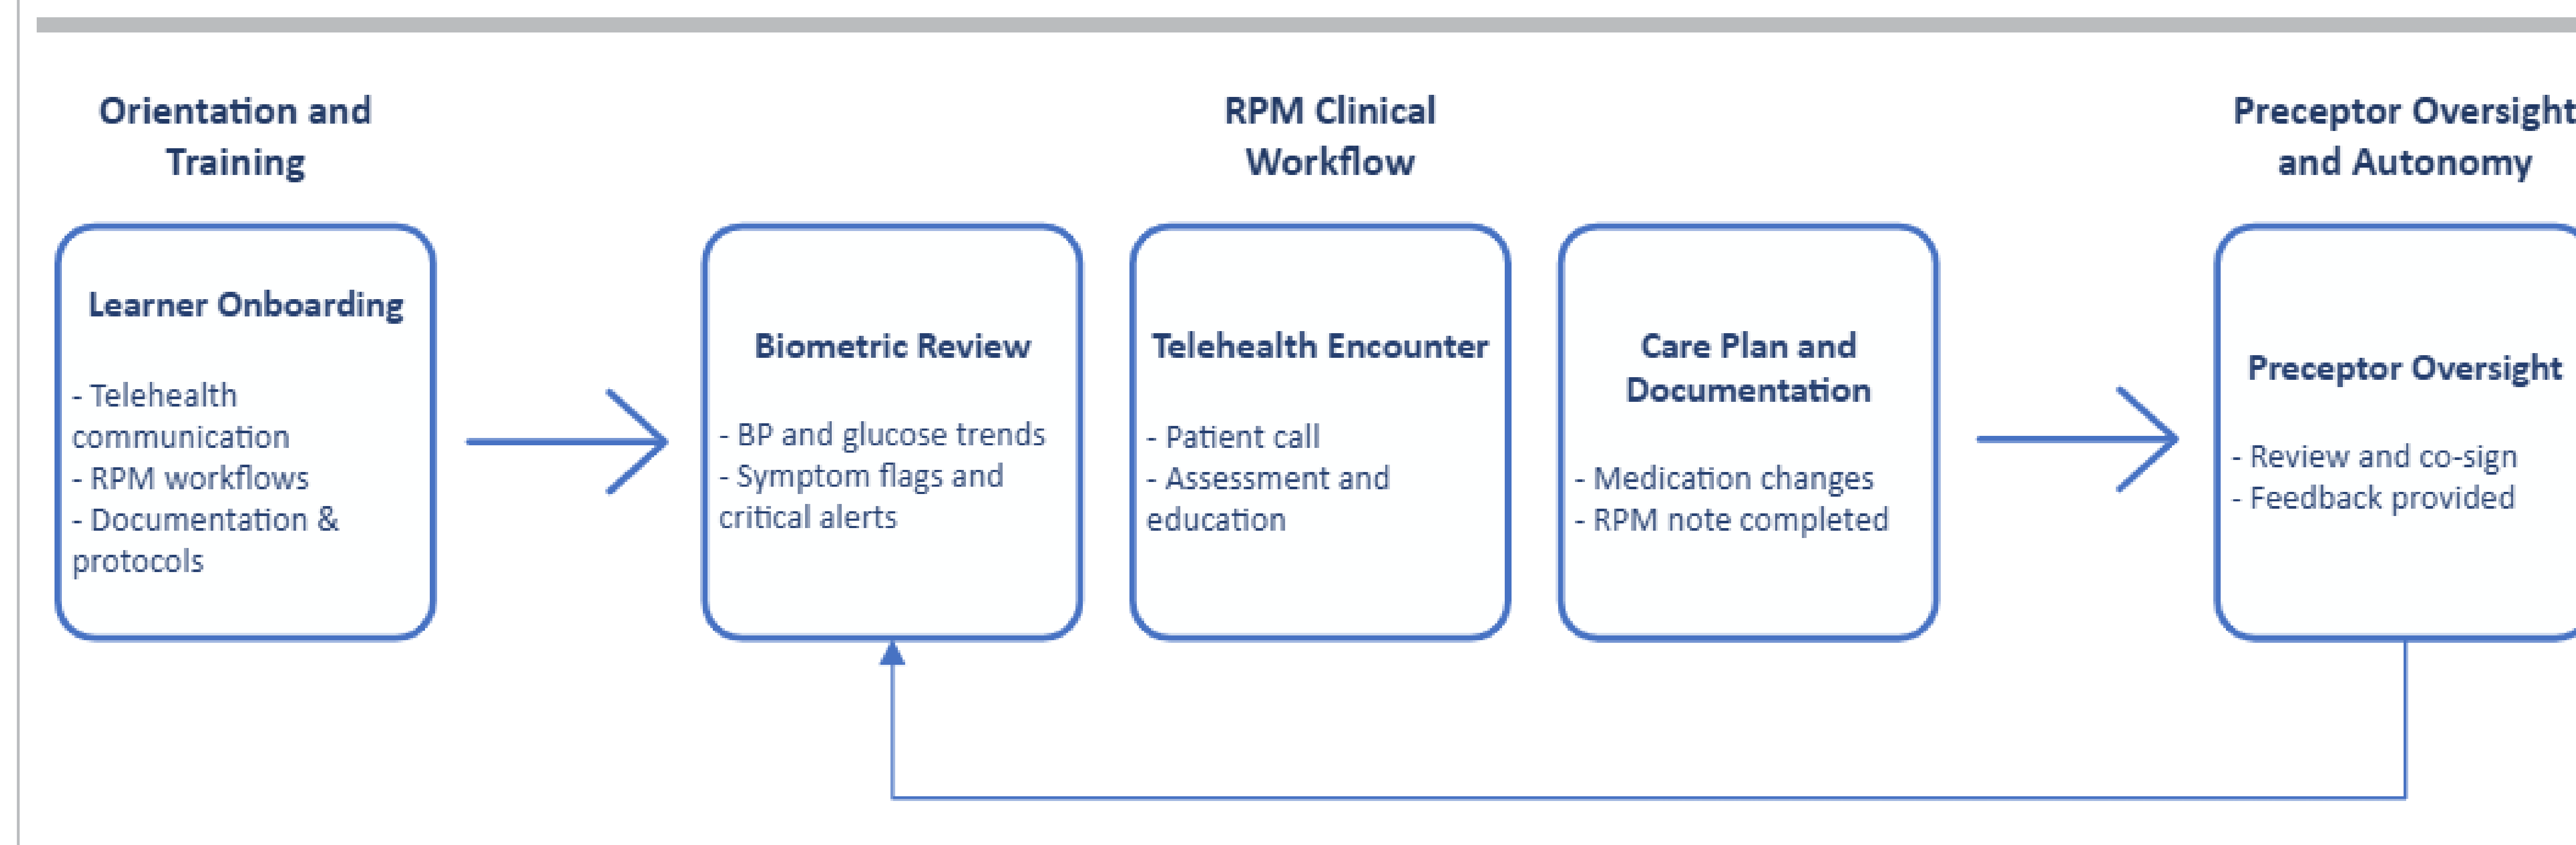 Orientation and
Training
RPM Clinical
Workflow
Preceptor Oversight
and Autonomy
Learner Onboarding
- Telehealth
communication
- RPM workflows
- Documentation &
protocols
Biometric Review
- BP and glucose trends
- Symptom flags and
critical alerts
Telehealth Encounter
- Patient call
- Assessment and
education
Care Plan and
Documentation
- Medication changes
- RPM note completed
Preceptor Oversight
- Review and co-sign
- Feedback provided